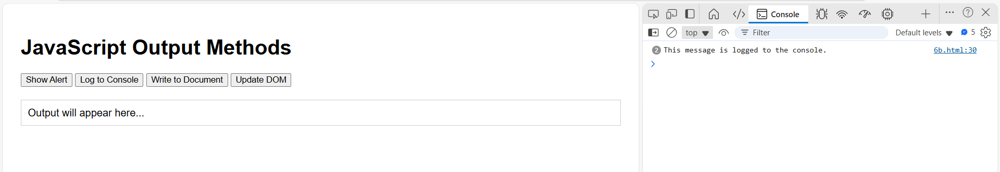 JavaScript Output Methods
Show Alert Log to Console Write to Document Update DOM
Output will appear here...
Console
top Filter Default levels 5
2 This message is logged to the console. 6b.html:30